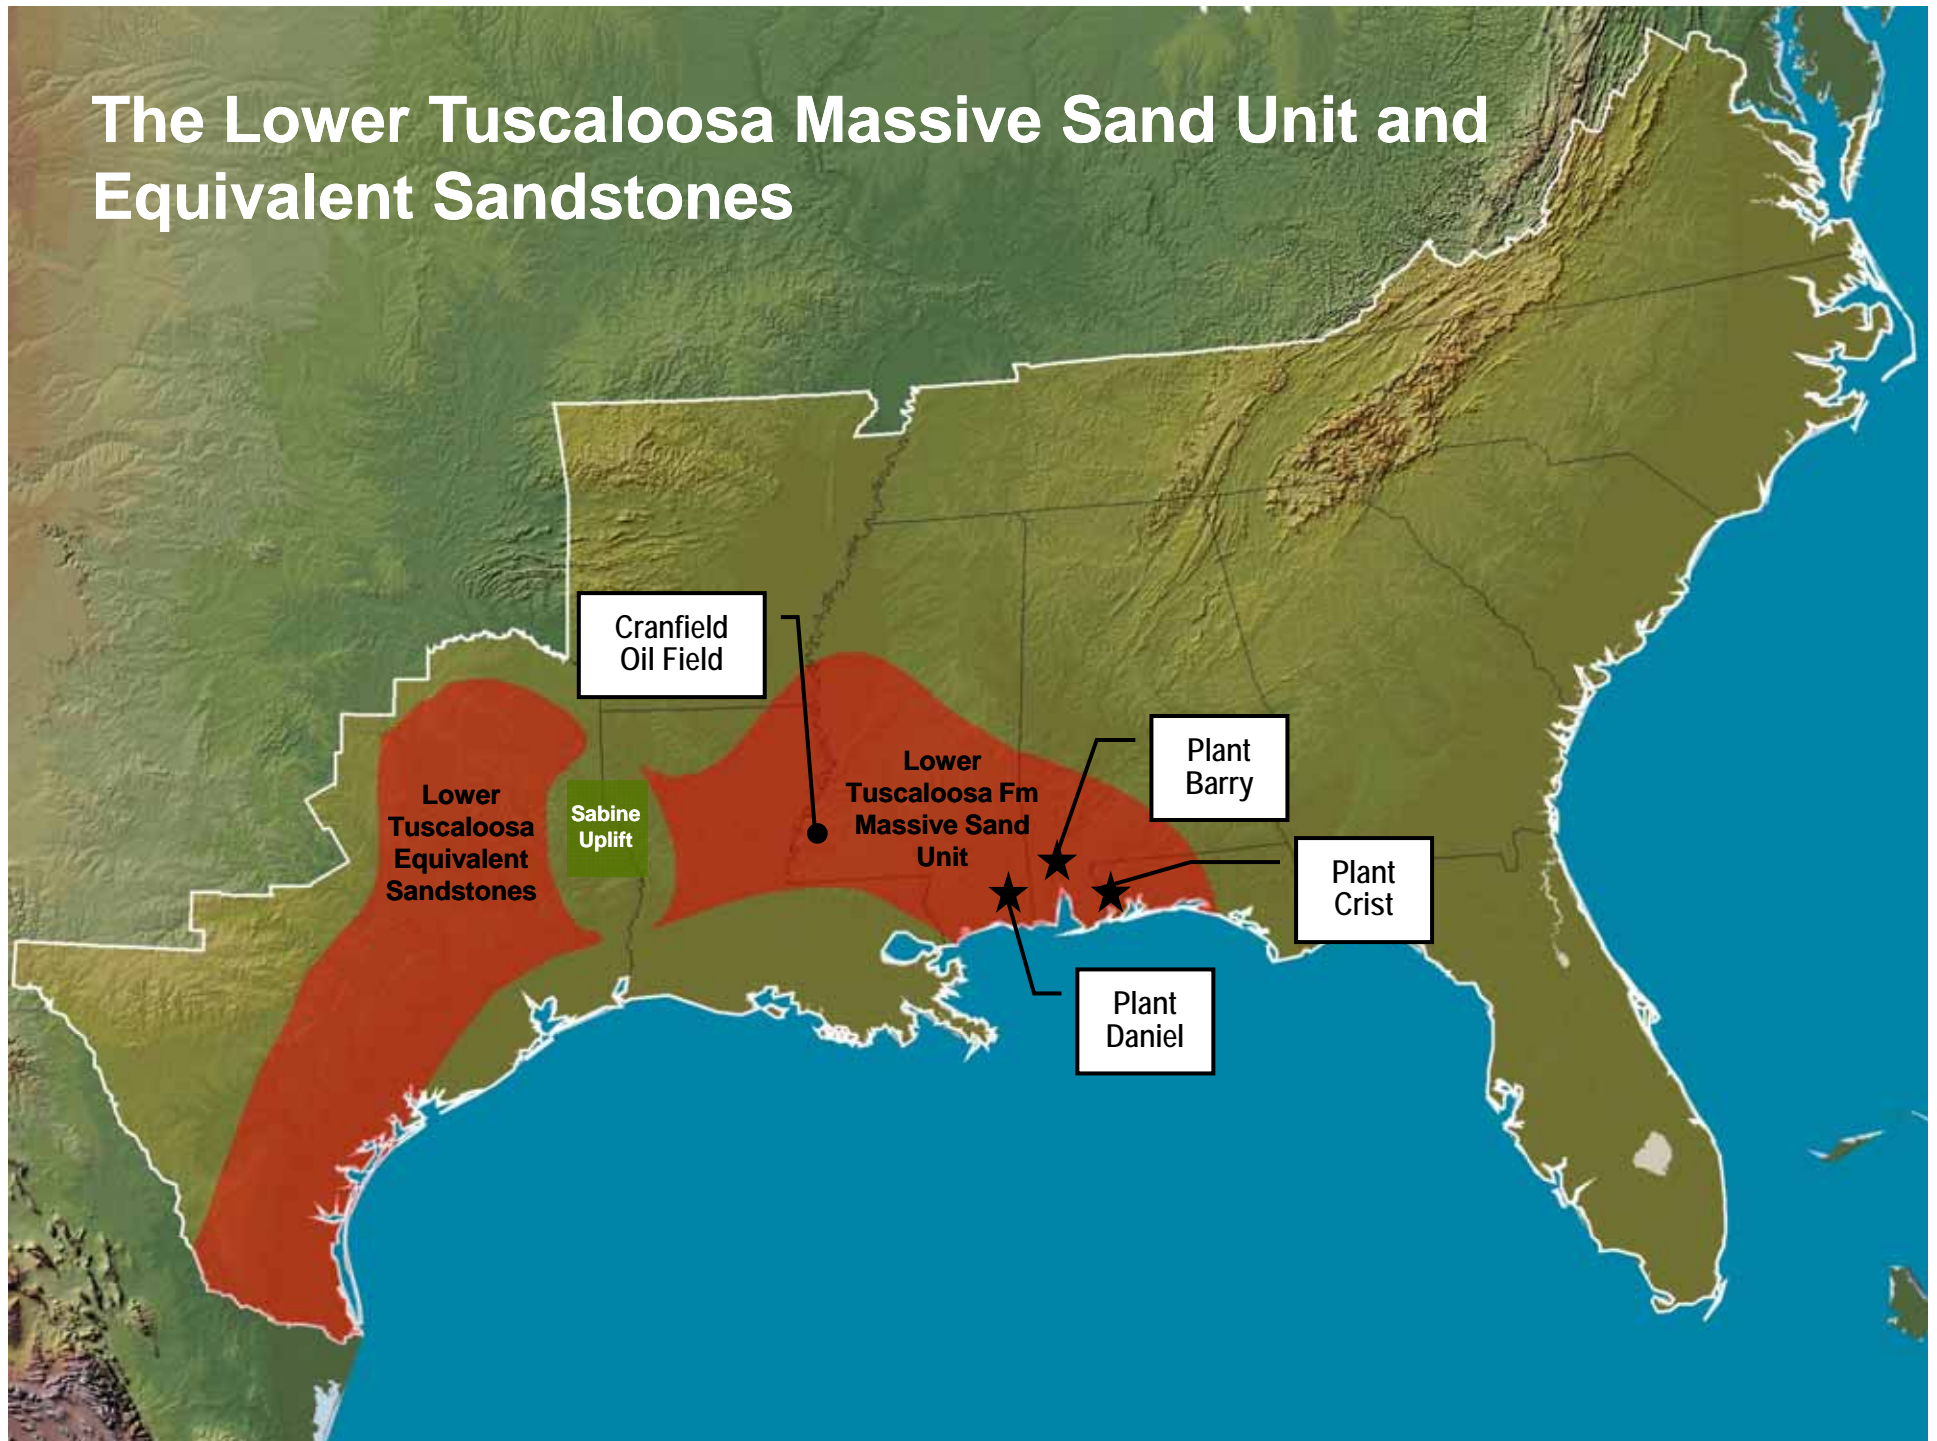 The Lower Tuscaloosa Massive Sand Unit and
Equivalent Sandstones
Cranfield
Oil Field
Plant
Barry
Lower
Tuscaloosa Fm
Massive Sand
Unit
Lower
Tuscaloosa
Equivalent
Sandstones
Sabine
Uplift
Plant
Crist
Plant
Daniel